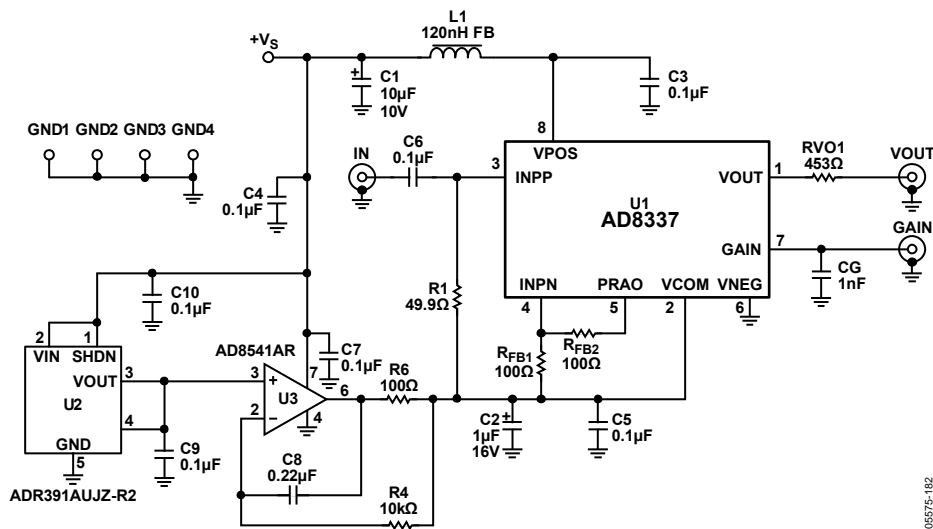 L1
120nH FB
+VS
C1
10µF
10V
C3
0.1µF
GND1 GND2 GND3 GND4
IN
C6
0.1µF
8
VPOS
3
INPP
RVO1
453Ω
VOUT
VOUT
1
U1
AD8337
C4
0.1µF
GAIN
GAIN
7
CG
1nF
R1
49.9Ω
INPN PRAO VCOM VNEG
4 5 2 6
C10
0.1µF
RFB1
100Ω
RFB2
100Ω
2 1
VIN SHDN
VOUT
3
U2
4
GND
5
ADR391AUJZ-R2
C9
0.1µF
AD8541AR
C7
0.1µF
3
+
7
6
U3
2
–
4
R6
100Ω
C2
1µF
16V
C5
0.1µF
C8
0.22µF
R4
10kΩ
05575-182